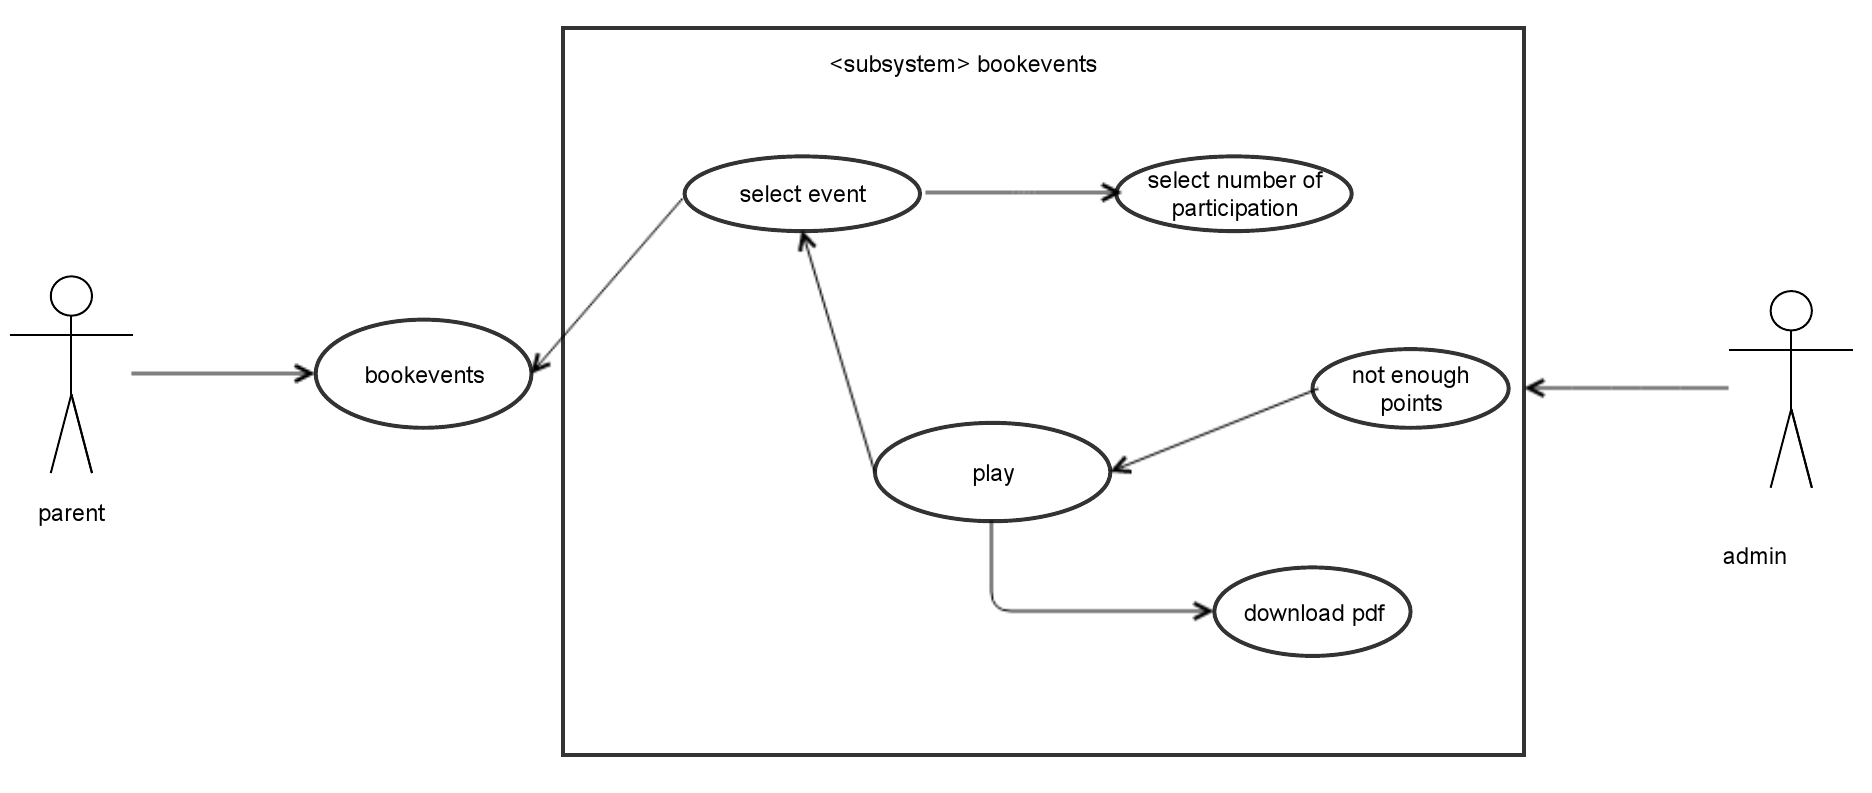 <subsystem> bookevents
select event
select number of
participation
bookevents
not enough
points
play
parent
admin
download pdf